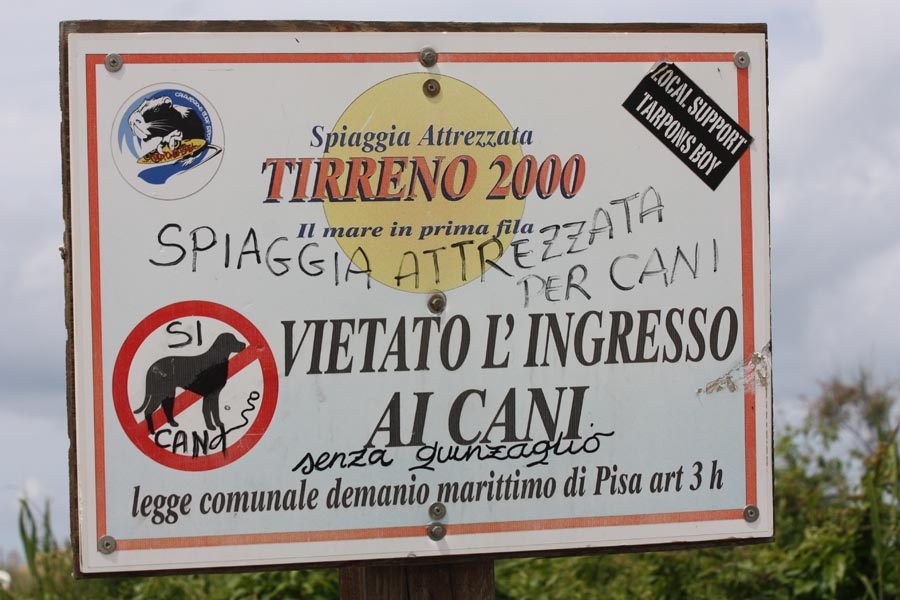 LOCAL SUPPORT
TARPONS BOY
Spiaggia Attrezzata
TIRRENO 2000
Il mare in prima fila
SPIAGGIA ATTREZZATA
PER CANI
SI
CANI
VIETATO L' INGRESSO
AI CANI
senza guinzaglio
legge comunale demanio marittimo di Pisa art 3 h